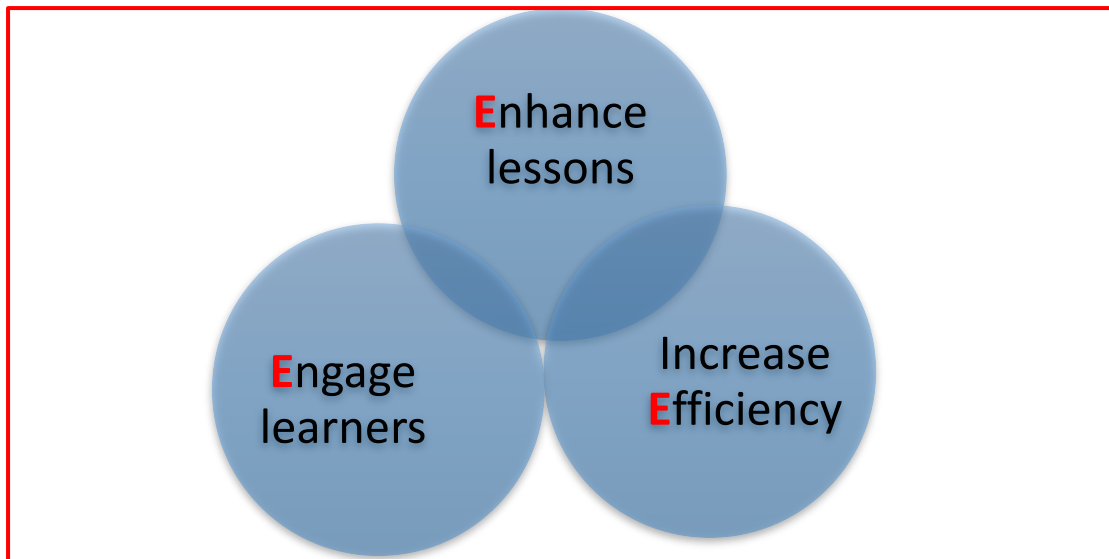 Enhance
lessons
Engage
learners
Increase
Efficiency